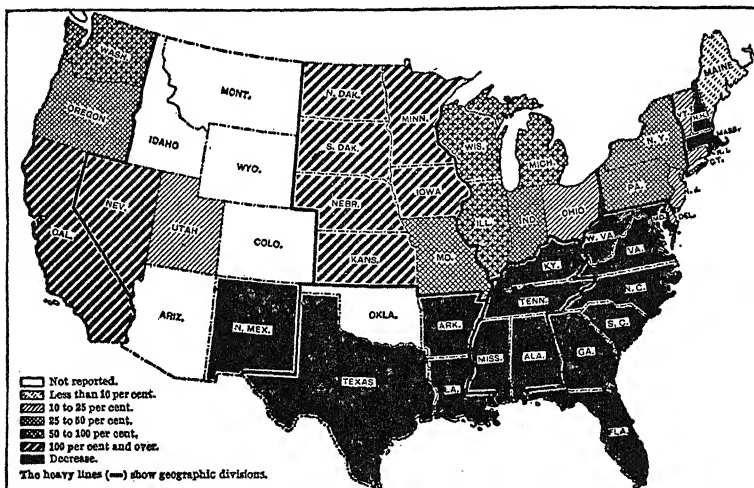 WASH.
MONT.
N. DAK.
MINN.
MAINE
OREGON
IDAHO
S. DAK.
WIS.
MICH.
N. Y.
VT.
N.H.
MASS.
R. I.
CT.
WYO.
NEBR.
IOWA
PA.
N. J.
CAL.
NEV.
UTAH
COLO.
KANS.
MO.
ILL.
IND.
OHIO
W. VA.
MD.
DEL.
VA.
KY.
ARIZ.
N. MEX.
OKLA.
ARK.
TENN.
N. C.
S. C.
TEXAS
LA.
MISS.
ALA.
GA.
FLA.
Not reported.
Less than 10 per cent.
10 to 25 per cent.
25 to 50 per cent.
50 to 100 per cent.
100 per cent and over.
Decrease.
The heavy lines (▬) show geographic divisions.